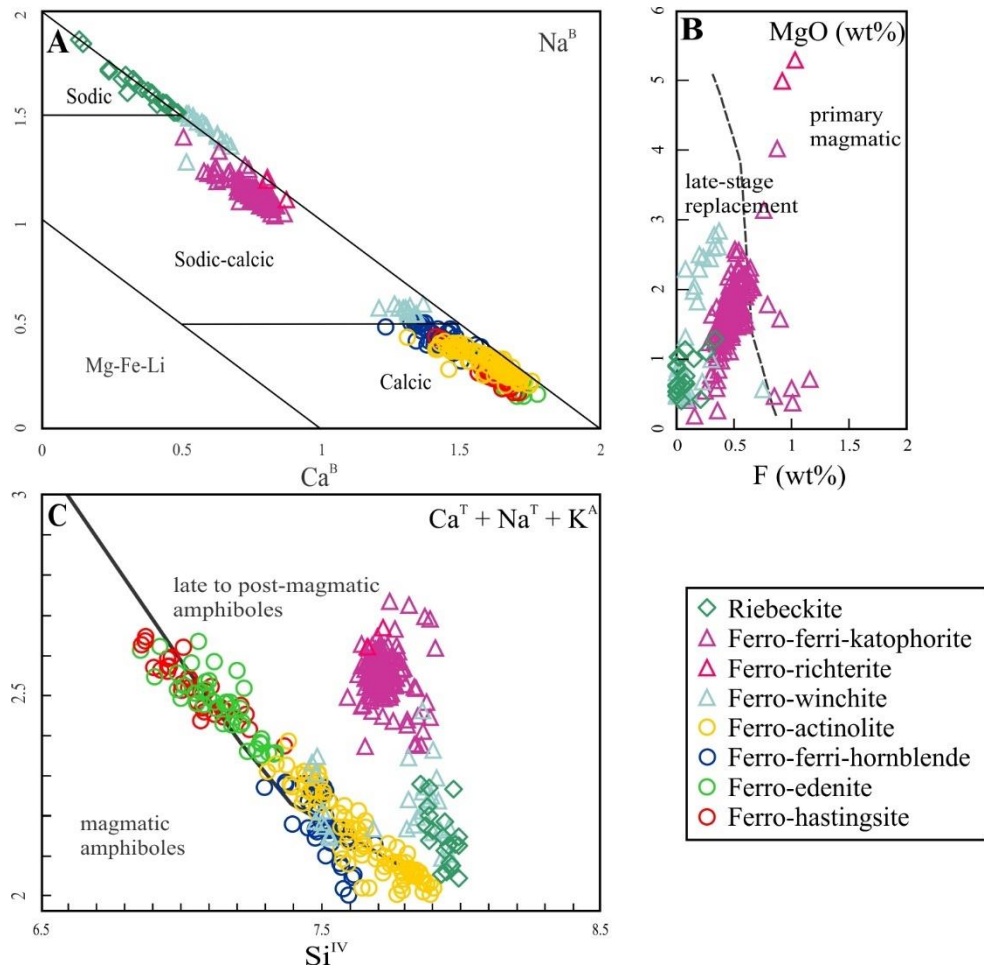 A
Na^B
Sodic
Sodic-calcic
Mg-Fe-Li
Calcic
2
1.5
1
0.5
0
0
0.5
1
1.5
2
Ca^B
B
MgO (wt%)
primary
magmatic
late-stage
replacement
6
5
4
3
2
1
0
0
0.5
1
1.5
2
F (wt%)
C
Ca^T + Na^T + K^A
late to post-magmatic
amphiboles
magmatic
amphiboles
3
2.5
2
6.5
7.5
8.5
Si^IV
Riebeckite
Ferro-ferri-katophorite
Ferro-richterite
Ferro-winchite
Ferro-actinolite
Ferro-ferri-hornblende
Ferro-edenite
Ferro-hastingsite